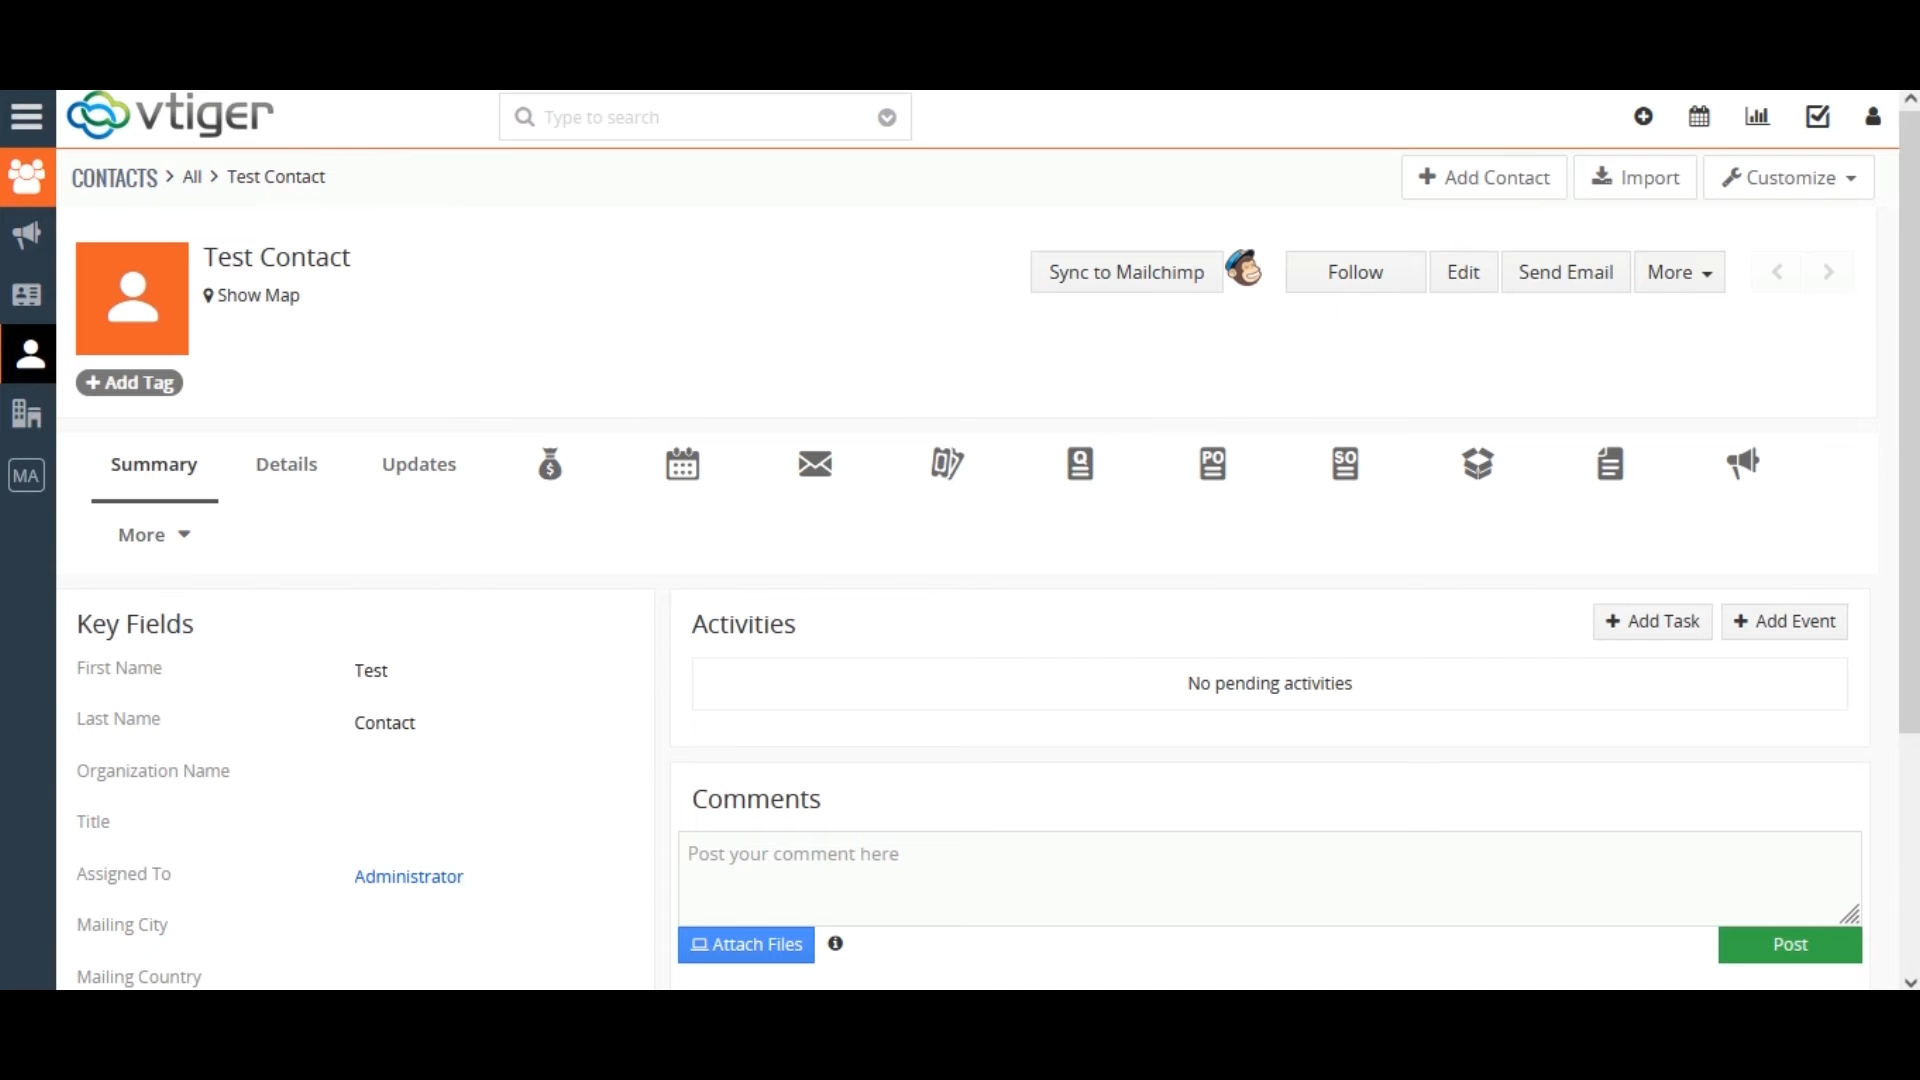 vtiger
Type to search
CONTACTS > All > Test Contact
+ Add Contact
Import
Customize
Test Contact
Show Map
Sync to Mailchimp
Follow
Edit
Send Email
More
+ Add Tag
MA
Summary
Details
Updates
$
Q
PO
SO
More
Key Fields
First Name Test
Last Name Contact
Organization Name
Title
Assigned To Administrator
Mailing City
Mailing Country
Activities
+ Add Task
+ Add Event
No pending activities
Comments
Post your comment here
Attach Files
Post